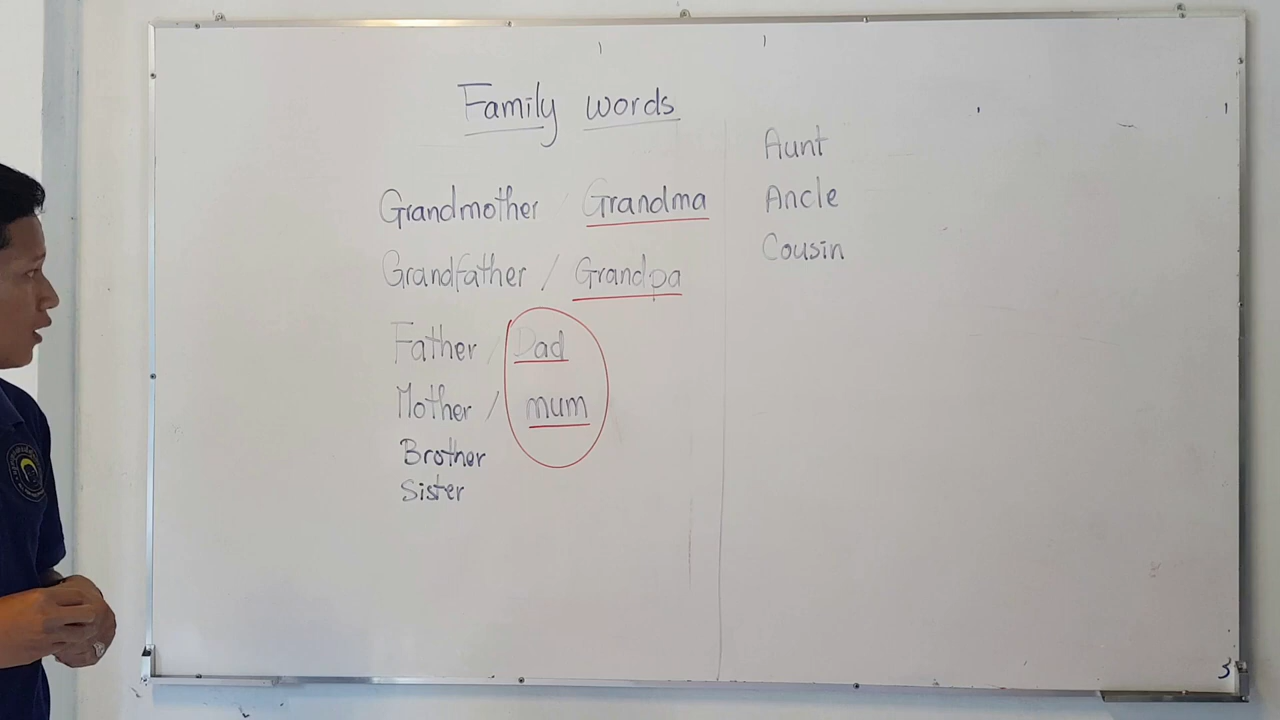 Family words
Grandmother / Grandma
Grandfather / Grandpa
Father / Dad
Mother / mum
Brother
Sister
Aunt
Ancle
Cousin
3